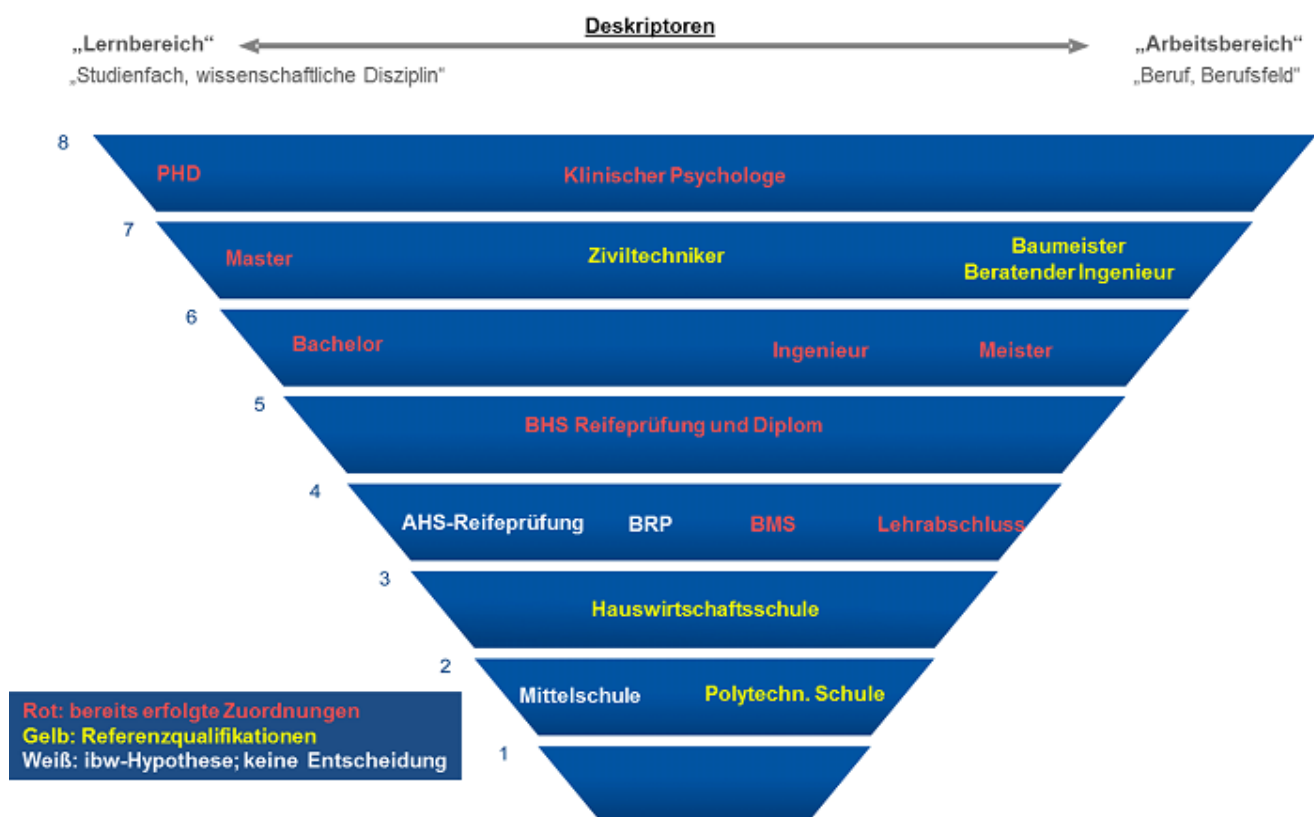 Deskriptoren
„Lernbereich“
„Arbeitsbereich“
„Studienfach, wissenschaftliche Disziplin“
„Beruf, Berufsfeld“
8
PHD
Klinischer Psychologe
7
Master
Ziviltechniker
Baumeister
Beratender Ingenieur
6
Bachelor
Ingenieur
Meister
5
BHS Reifeprüfung und Diplom
4
AHS-Reifeprüfung
BRP
BMS
Lehrabschluss
3
Hauswirtschaftsschule
2
Mittelschule
Polytechn. Schule
1
Rot: bereits erfolgte Zuordnungen
Gelb: Referenzqualifikationen
Weiß: ibw-Hypothese; keine Entscheidung